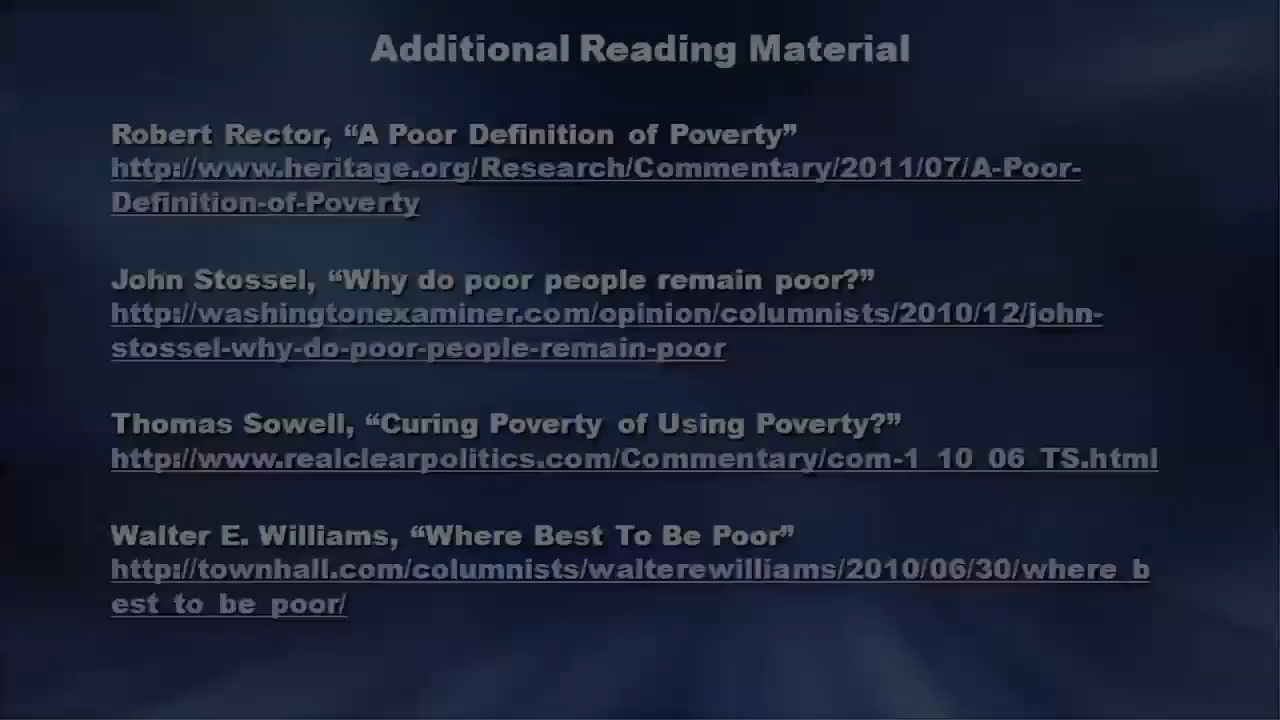 Additional Reading Material
Robert Rector, “A Poor Definition of Poverty”
http://www.heritage.org/Research/Commentary/2011/07/A-Poor-
Definition-of-Poverty
John Stossel, “Why do poor people remain poor?”
http://washingtonexaminer.com/opinion/columnists/2010/12/john-
stossel-why-do-poor-people-remain-poor
Thomas Sowell, “Curing Poverty of Using Poverty?”
http://www.realclearpolitics.com/Commentary/com-1_10_06_TS.html
Walter E. Williams, “Where Best To Be Poor”
http://townhall.com/columnists/walterewilliams/2010/06/30/where_b
est_to_be_poor/